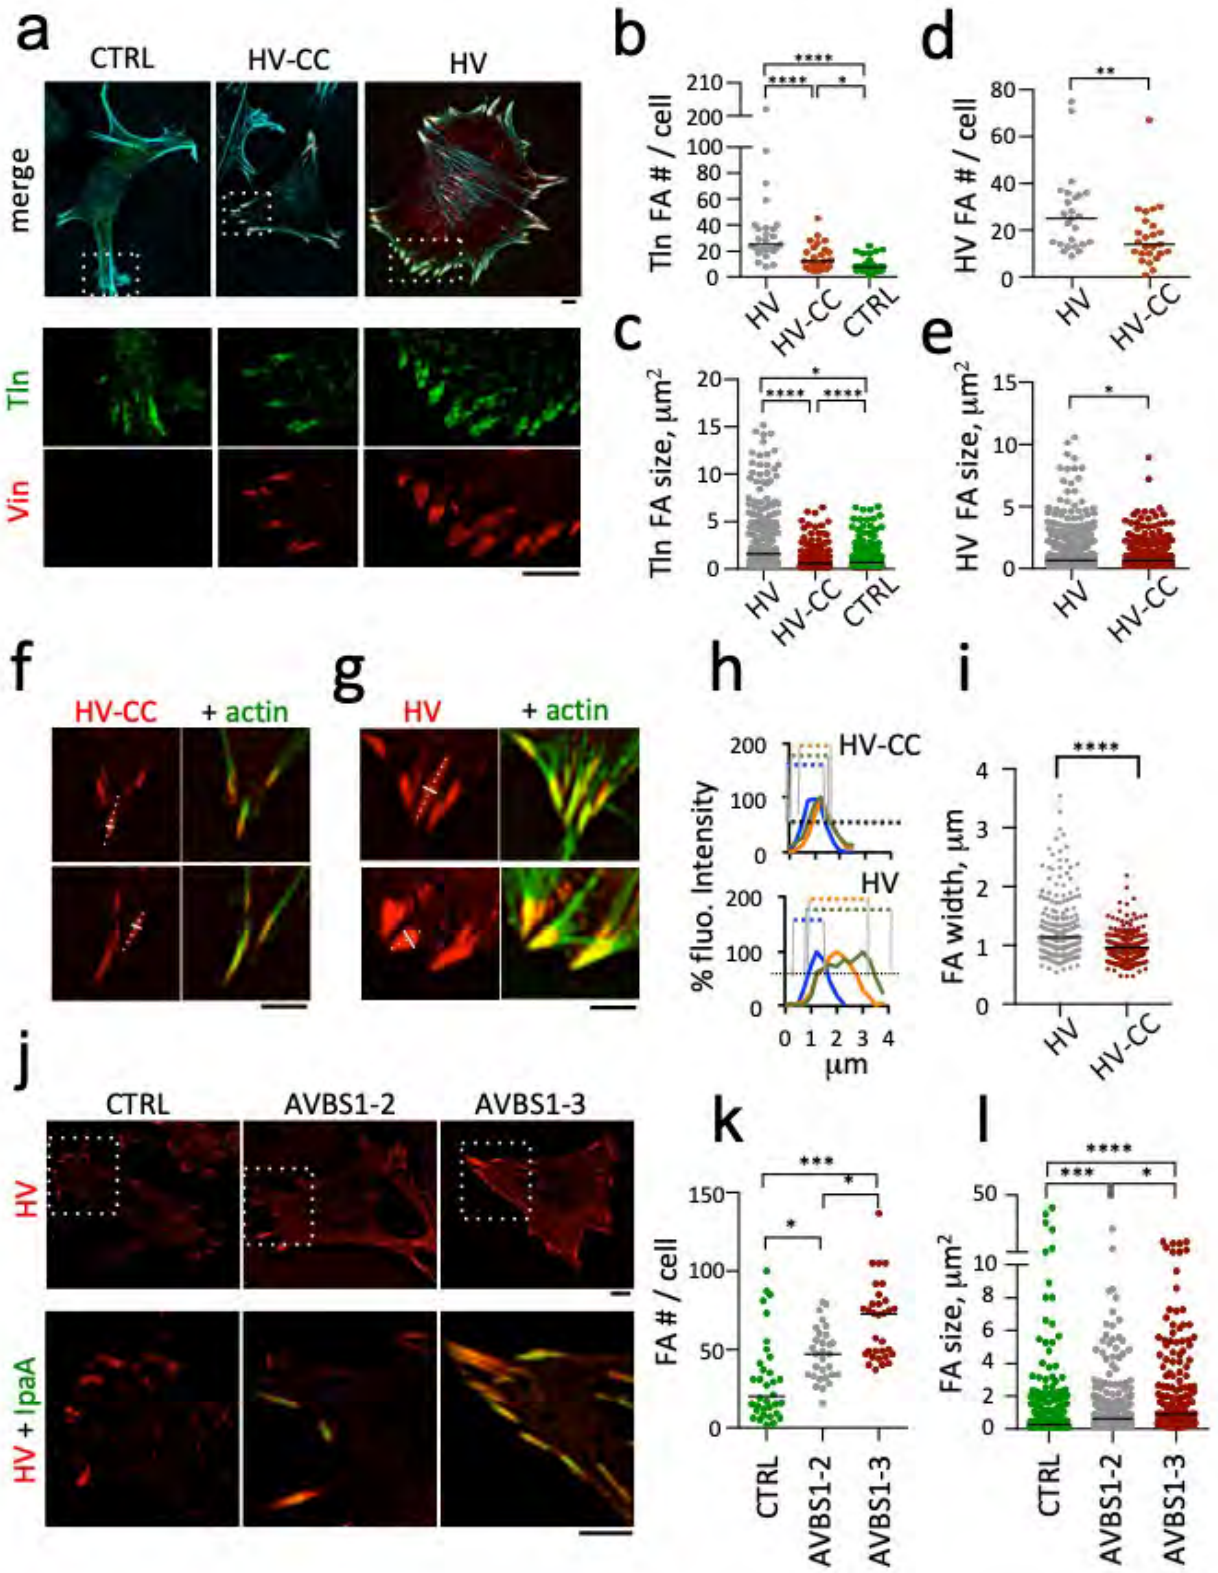 a
CTRL
HV-CC
HV
merge
Tln
Vin
b
Tln FA # / cell
210
200
100
80
60
40
20
0
****
****
*
HV
HV-CC
CTRL
c
Tln FA size, µm²
20
15
10
5
0
*
****
****
HV
HV-CC
CTRL
d
HV FA # / cell
80
60
40
20
0
**
HV
HV-CC
e
HV FA size, µm²
15
10
5
0
*
HV
HV-CC
f
HV-CC
+ actin
g
HV
+ actin
h
% fluo. Intensity
200
100
0
HV-CC
200
100
0
HV
0 1 2 3 4
µm
i
FA width, µm
4
3
2
1
0
****
HV
HV-CC
j
CTRL
AVBS1-2
AVBS1-3
HV
HV + IpaA
k
FA # / cell
150
100
50
0
***
*
*
CTRL
AVBS1-2
AVBS1-3
l
FA size, µm²
50
10
8
6
4
2
0
****
***
*
CTRL
AVBS1-2
AVBS1-3